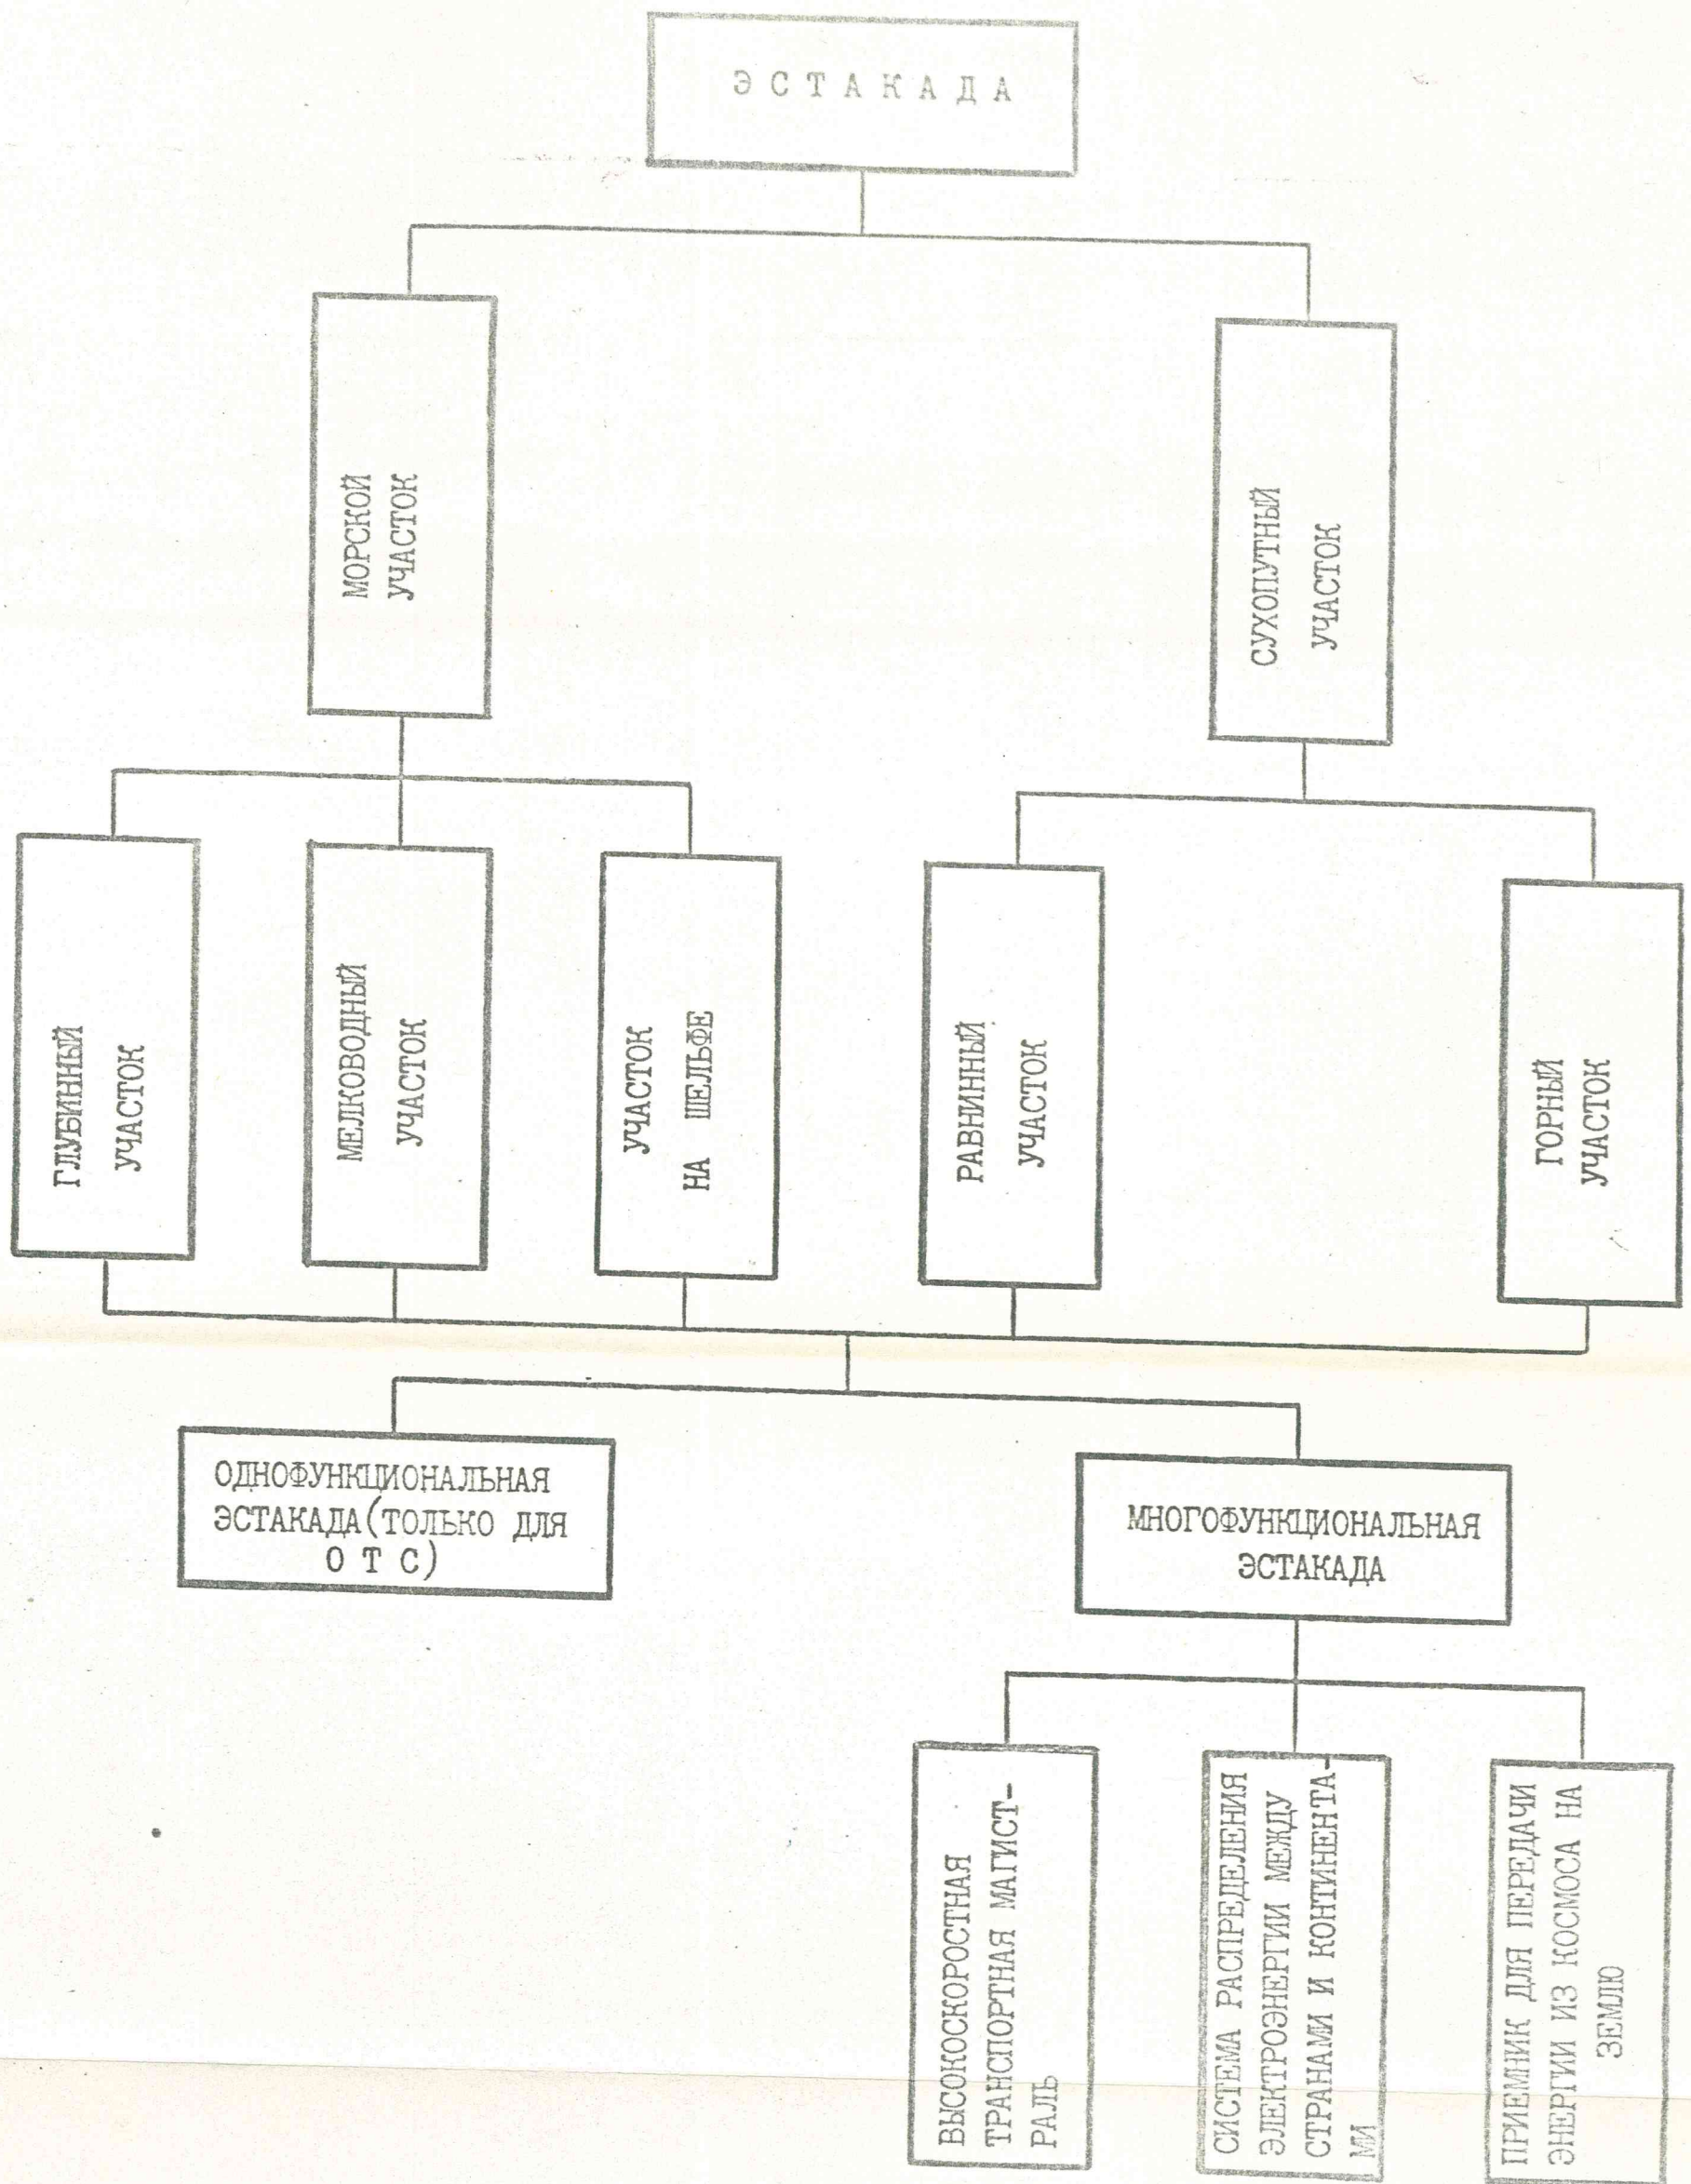 ЭСТАКАДА
МОРСКОЙ
УЧАСТОК
СУХОПУТНЫЙ
УЧАСТОК
ГЛУБИННЫЙ
УЧАСТОК
МЕЛКОВОДНЫЙ
УЧАСТОК
УЧАСТОК
НА ШЕЛЬФЕ
РАВНИННЫЙ
УЧАСТОК
ГОРНЫЙ
УЧАСТОК
ОДНОФУНКЦИОНАЛЬНАЯ
ЭСТАКАДА(ТОЛЬКО ДЛЯ
О Т С)
МНОГОФУНКЦИОНАЛЬНАЯ
ЭСТАКАДА
ВЫСОКОСКОРОСТНАЯ
ТРАНСПОРТНАЯ МАГИСТ-
РАЛЬ
СИСТЕМА РАСПРЕДЕЛЕНИЯ
ЭЛЕКТРОЭНЕРГИИ МЕЖДУ
СТРАНАМИ И КОНТИНЕНТА-
МИ
ПРИЕМНИК ДЛЯ ПЕРЕДАЧИ
ЭНЕРГИИ ИЗ КОСМОСА НА
ЗЕМЛЮ